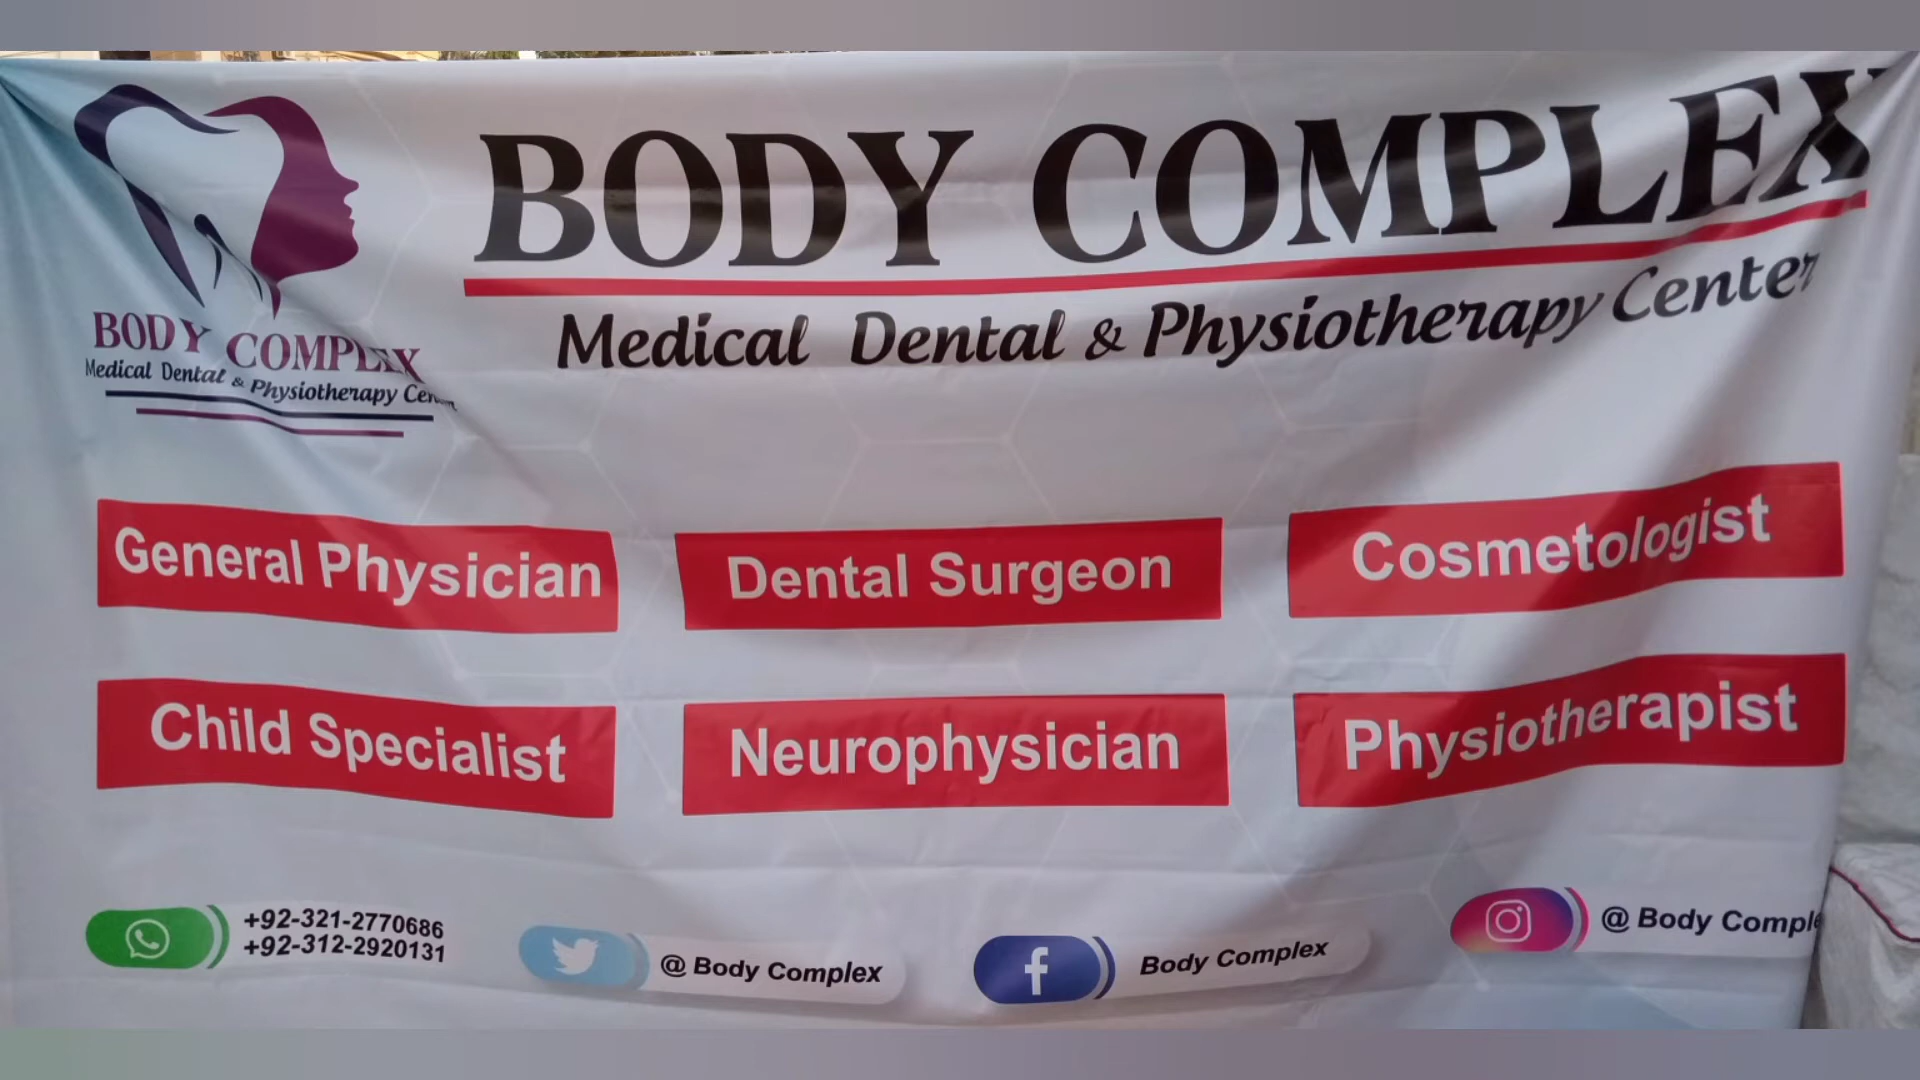 BODY COMPLEX
Medical Dental & Physiotherapy Center
BODY COMPLEX
Medical Dental & Physiotherapy
General Physician
Dental Surgeon
Cosmetologist
Child Specialist
Neurophysician
Physiotherapist
+92-321-2770686
+92-312-2920131
@ Body Complex
Body Complex
@ Body Comple